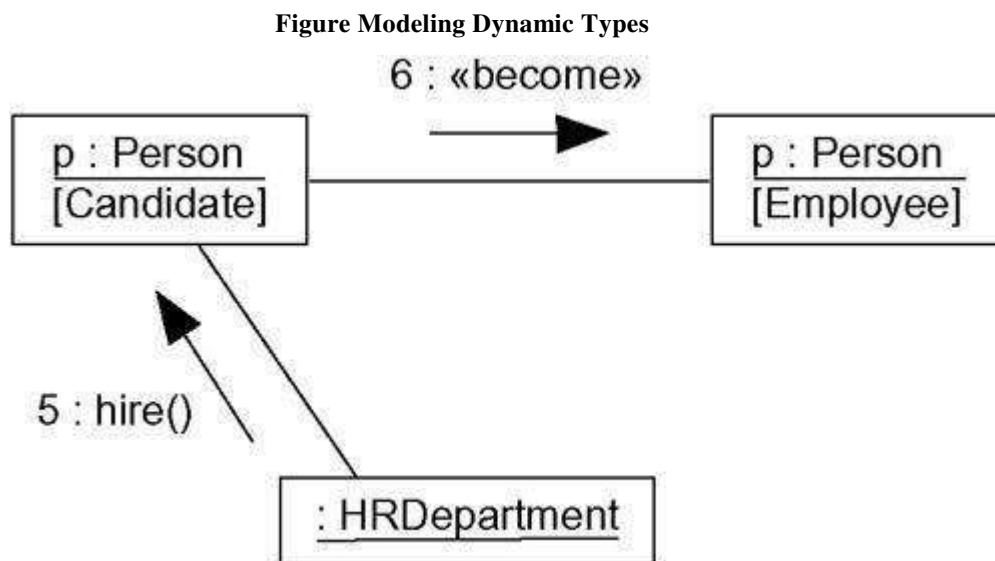 Figure Modeling Dynamic Types
6 : «become»
p : Person
[Candidate]
p : Person
[Employee]
5 : hire()
: HRDepartment